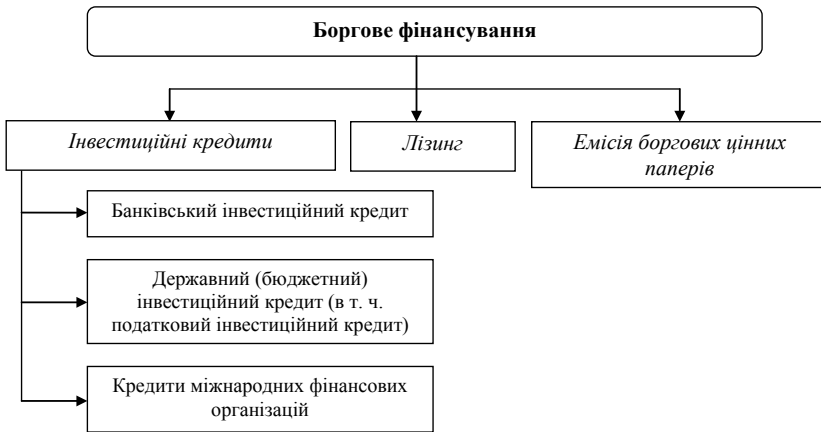 Боргове фінансування
Інвестиційні кредити
Лізинг
Емісія боргових цінних
паперів
Банківський інвестиційний кредит
Державний (бюджетний)
інвестиційний кредит (в т. ч.
податковий інвестиційний кредит)
Кредити міжнародних фінансових
організацій